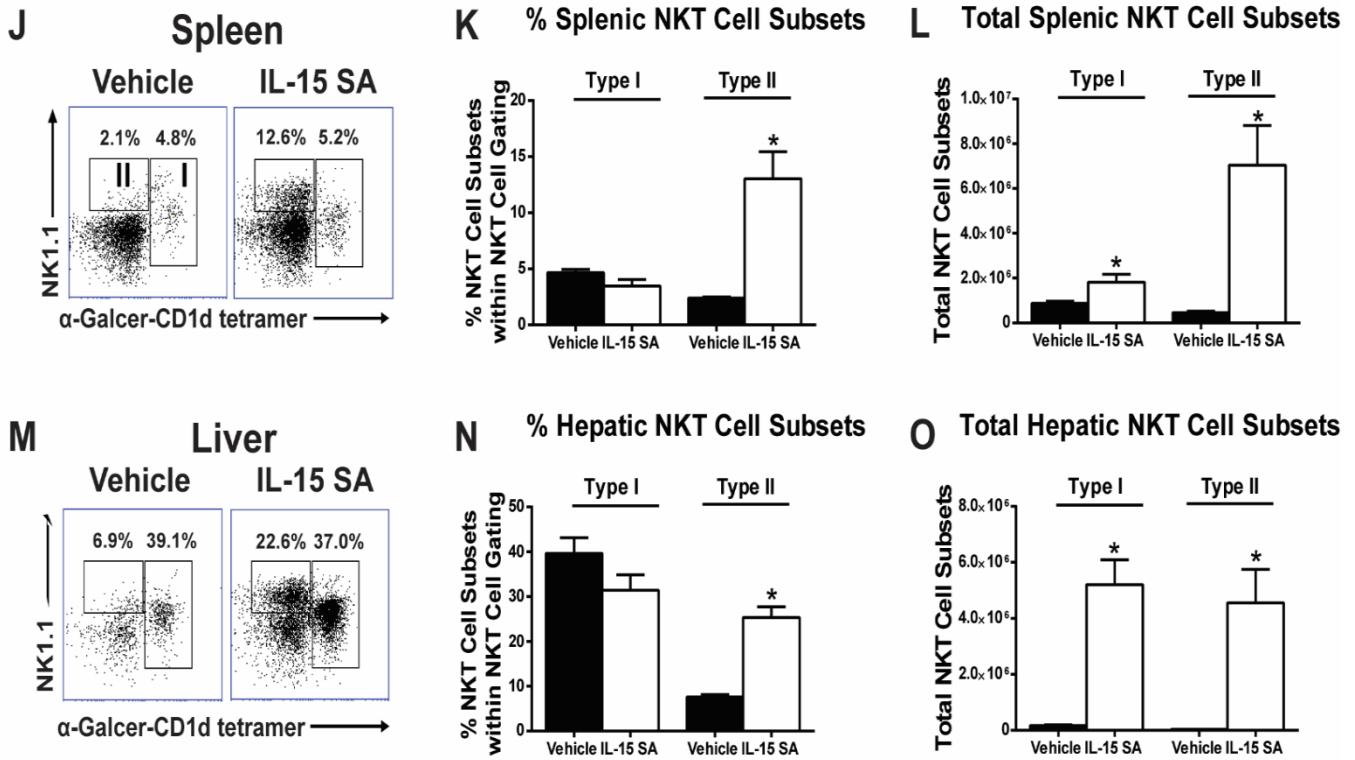 J
Spleen
Vehicle IL-15 SA
2.1% 4.8% 12.6% 5.2%
II I
NK1.1
α-Galcer-CD1d tetramer
K
% Splenic NKT Cell Subsets
Type I Type II
% NKT Cell Subsets
within NKT Cell Gating
20
15
10
5
0
*
Vehicle IL-15 SA Vehicle IL-15 SA
L
Total Splenic NKT Cell Subsets
Type I Type II
Total NKT Cell Subsets
1.0×10⁷
8.0×10⁶
6.0×10⁶
4.0×10⁶
2.0×10⁶
0
* *
Vehicle IL-15 SA Vehicle IL-15 SA
M
Liver
Vehicle IL-15 SA
6.9% 39.1% 22.6% 37.0%
NK1.1
α-Galcer-CD1d tetramer
N
% Hepatic NKT Cell Subsets
Type I Type II
% NKT Cell Subsets
within NKT Cell Gating
50
40
30
20
10
0
*
Vehicle IL-15 SA Vehicle IL-15 SA
O
Total Hepatic NKT Cell Subsets
Type I Type II
Total NKT Cell Subsets
8.0×10⁶
6.0×10⁶
4.0×10⁶
2.0×10⁶
0
* *
Vehicle IL-15 SA Vehicle IL-15 SA